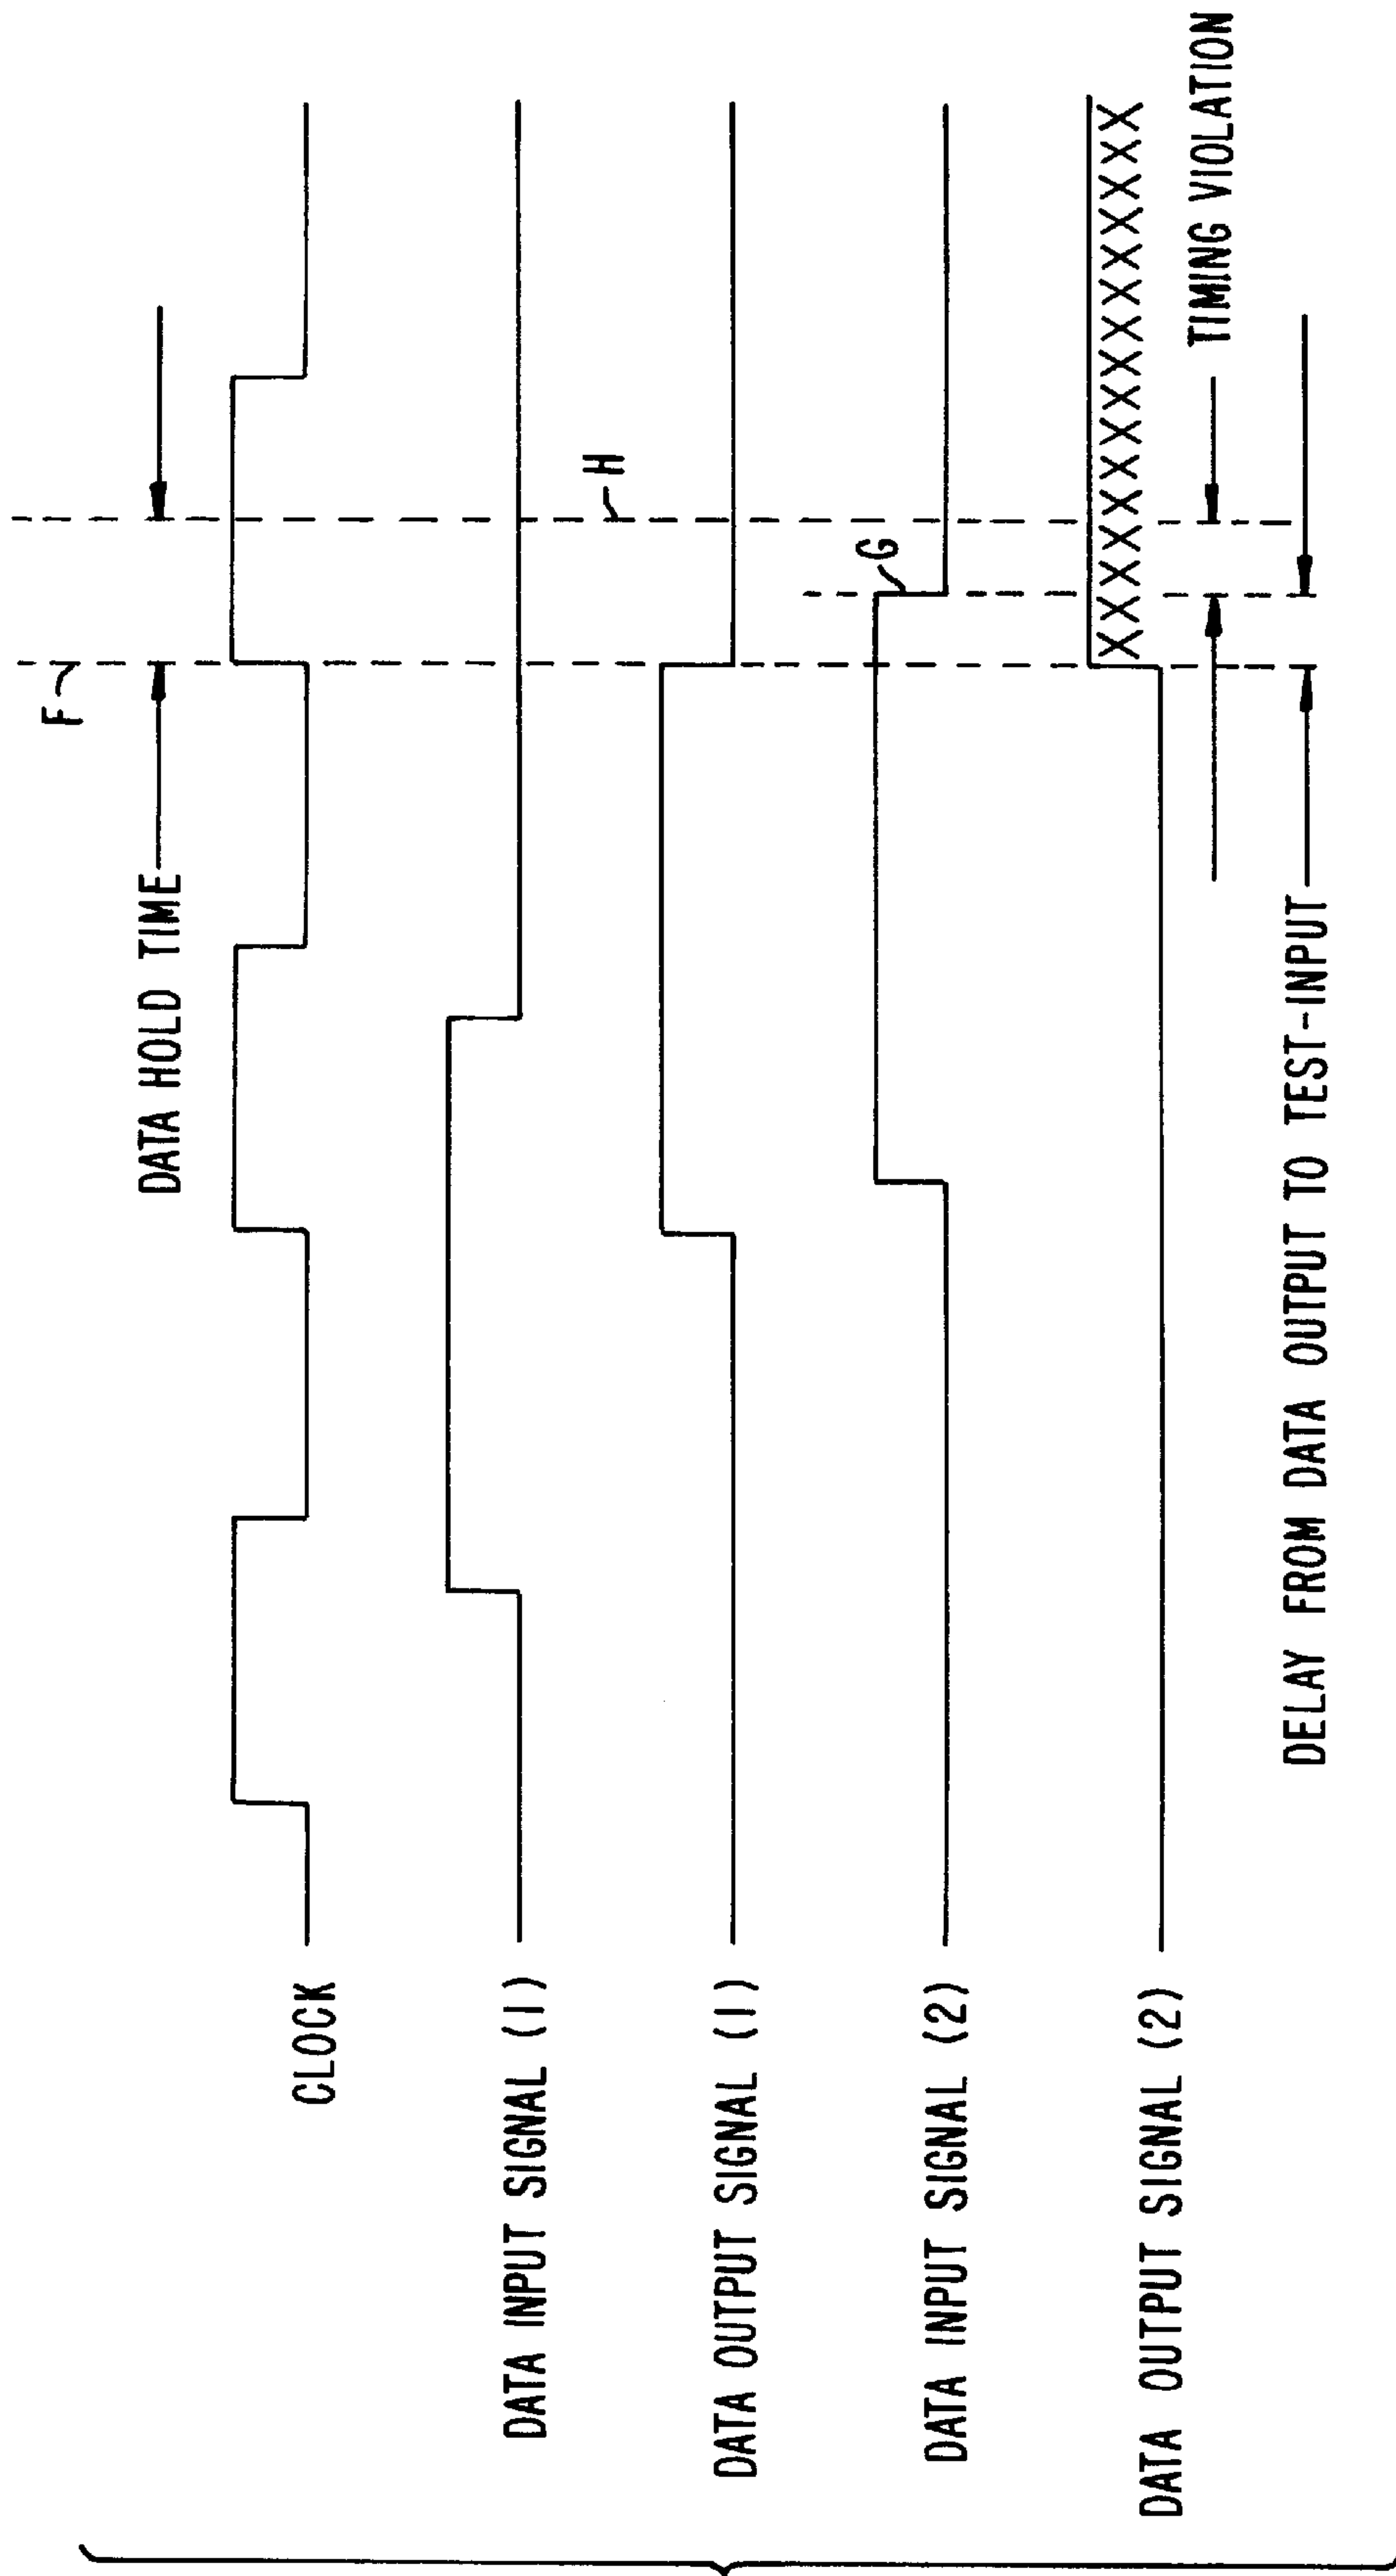 F
DATA HOLD TIME
CLOCK
DATA INPUT SIGNAL (1)
H
DATA OUTPUT SIGNAL (1)
G
DATA INPUT SIGNAL (2)
DATA OUTPUT SIGNAL (2)
XXXXXXXXXXXXXXXX
TIMING VIOLATION
DELAY FROM DATA OUTPUT TO TEST-INPUT